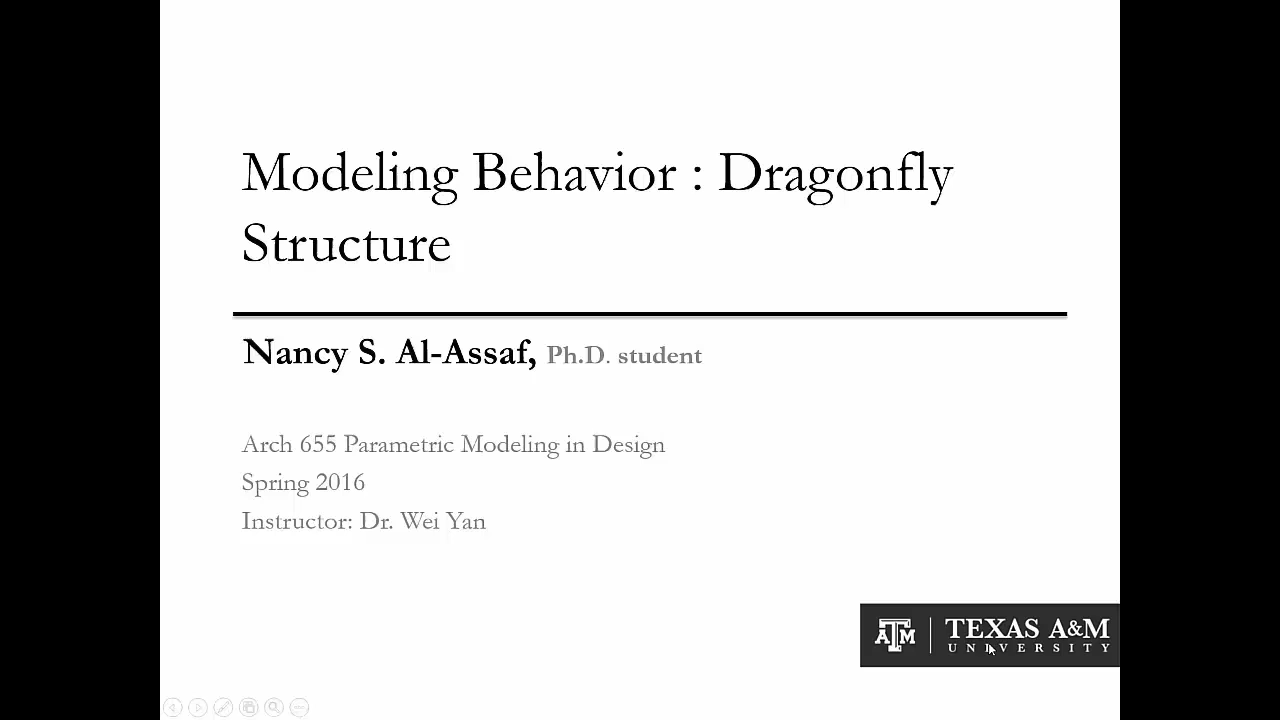 Modeling Behavior : Dragonfly
Structure
Nancy S. Al-Assaf, Ph.D. student
Arch 655 Parametric Modeling in Design
Spring 2016
Instructor: Dr. Wei Yan
ATM TEXAS A&M
UNIVERSITY